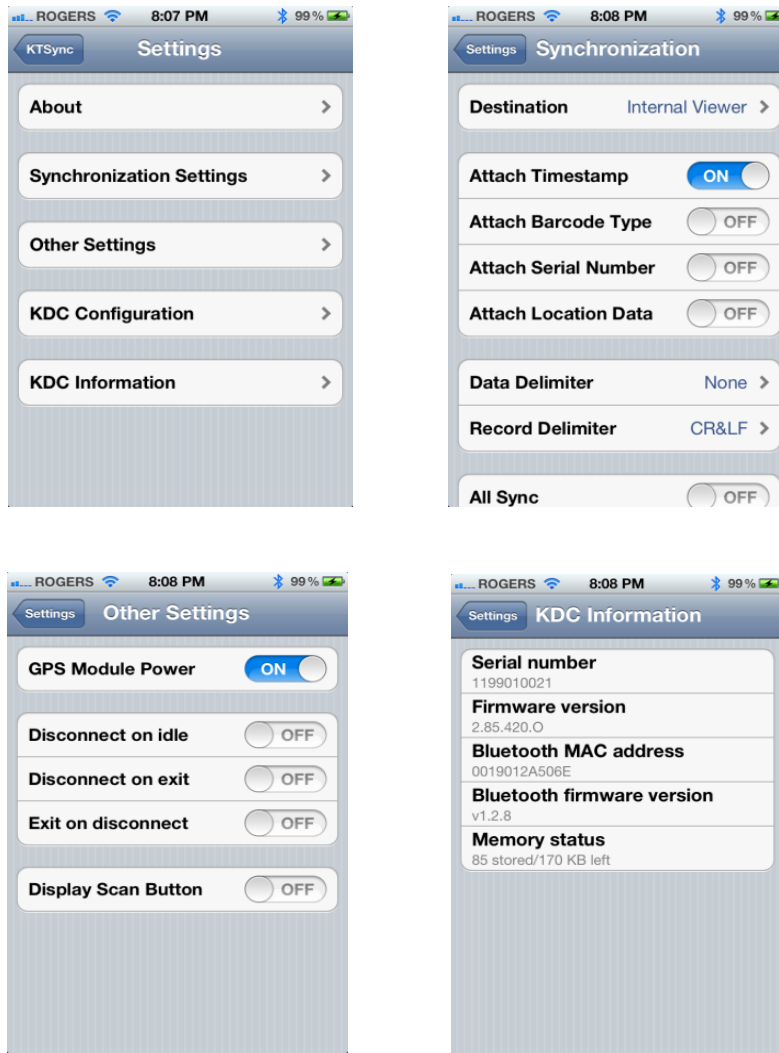 ROGERS 8:07 PM 99 %
KTSync Settings
About
Synchronization Settings
Other Settings
KDC Configuration
KDC Information
ROGERS 8:08 PM 99 %
Settings Synchronization
Destination Internal Viewer
Attach Timestamp ON
Attach Barcode Type OFF
Attach Serial Number OFF
Attach Location Data OFF
Data Delimiter None
Record Delimiter CR&LF
All Sync OFF
ROGERS 8:08 PM 99 %
Settings Other Settings
GPS Module Power ON
Disconnect on idle OFF
Disconnect on exit OFF
Exit on disconnect OFF
Display Scan Button OFF
ROGERS 8:08 PM 99 %
Settings KDC Information
Serial number
1199010021
Firmware version
2.85.420.O
Bluetooth MAC address
0019012A506E
Bluetooth firmware version
v1.2.8
Memory status
85 stored/170 KB left